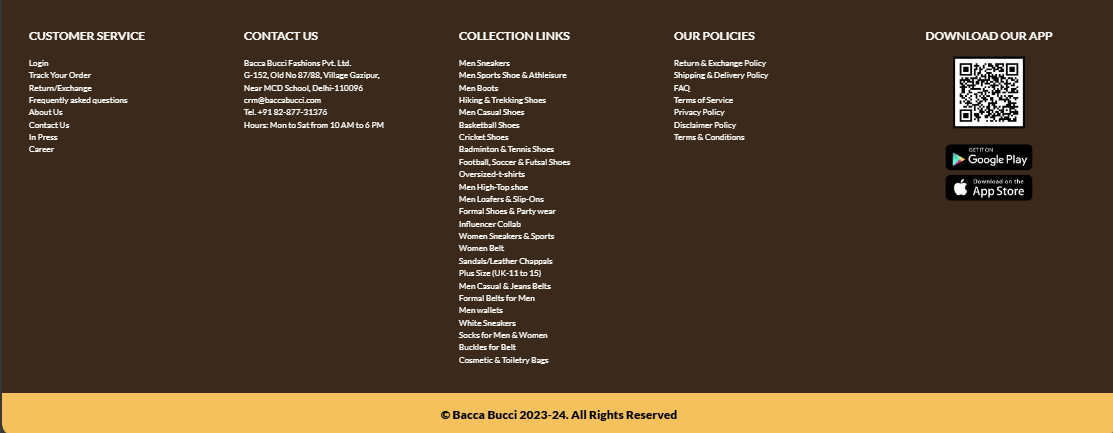 CUSTOMER SERVICE
Login
Track Your Order
Return/Exchange
Frequently asked questions
About Us
Contact Us
In Press
Career
CONTACT US
Bacca Bucci Fashions Pvt. Ltd.
G-152, Old No 87/88, Village Gazipur,
Near MCD School, Delhi-110096
crm@baccabucci.com
Tel. +91 82-877-31376
Hours: Mon to Sat from 10 AM to 6 PM
COLLECTION LINKS
Men Sneakers
Men Sports Shoe & Athleisure
Men Boots
Hiking & Trekking Shoes
Men Casual Shoes
Basketball Shoes
Cricket Shoes
Badminton & Tennis Shoes
Football, Soccer & Futsal Shoes
Oversized-t-shirts
Men High-Top shoe
Men Loafers & Slip-Ons
Formal Shoes & Party wear
Influencer Collab
Women Sneakers & Sports
Women Belt
Sandals/Leather Chappals
Plus Size (UK-11 to 15)
Men Casual & Jeans Belts
Formal Belts for Men
Men wallets
White Sneakers
Socks for Men & Women
Buckles for Belt
Cosmetic & Toiletry Bags
OUR POLICIES
Return & Exchange Policy
Shipping & Delivery Policy
FAQ
Terms of Service
Privacy Policy
Disclaimer Policy
Terms & Conditions
DOWNLOAD OUR APP
GET IT ON
Google Play
Download on the
App Store
© Bacca Bucci 2023-24. All Rights Reserved